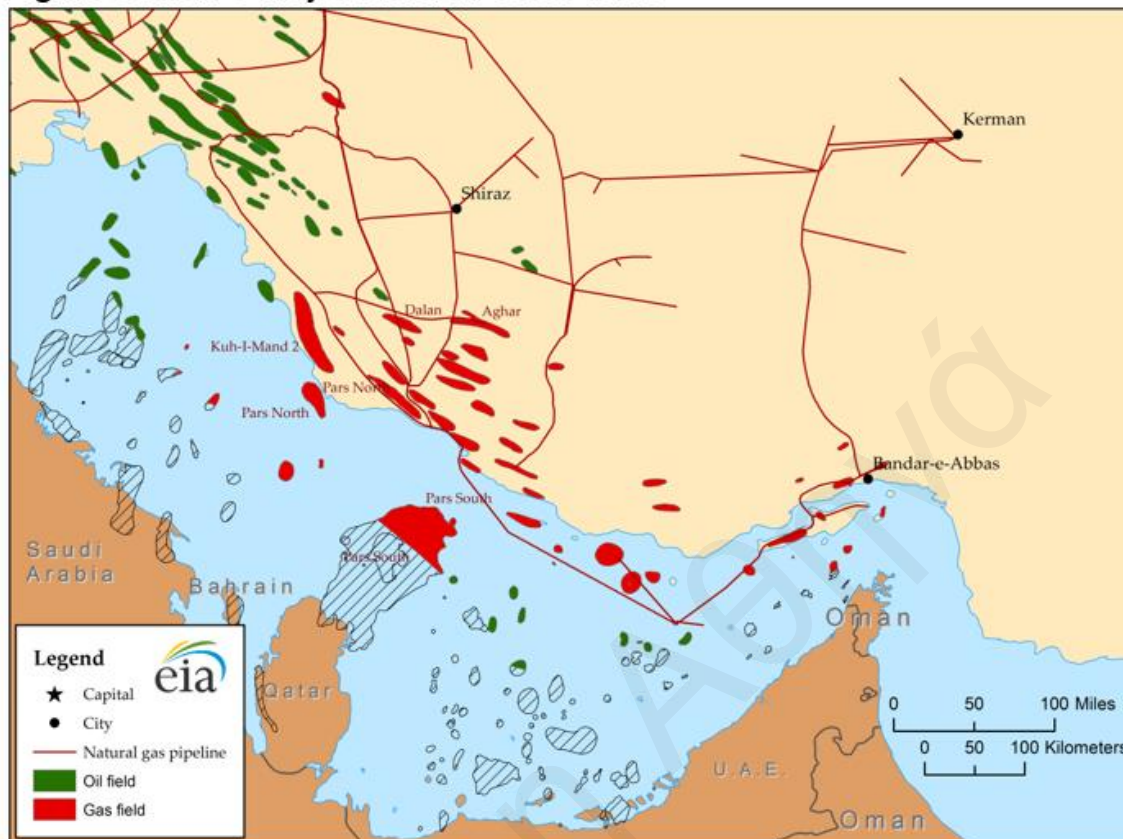 Kerman
Shiraz
Dalan
Aghar
Kuh-I-Mand 2
Pars North
Pars North
Bandar-e-Abbas
Pars South
Pars South
Saudi
Arabia
Bahrain
Oman
Qatar
U.A.E.
Oman
Legend
eia
Capital
City
Natural gas pipeline
Oil field
Gas field
0 50 100 Miles
0 50 100 Kilometers